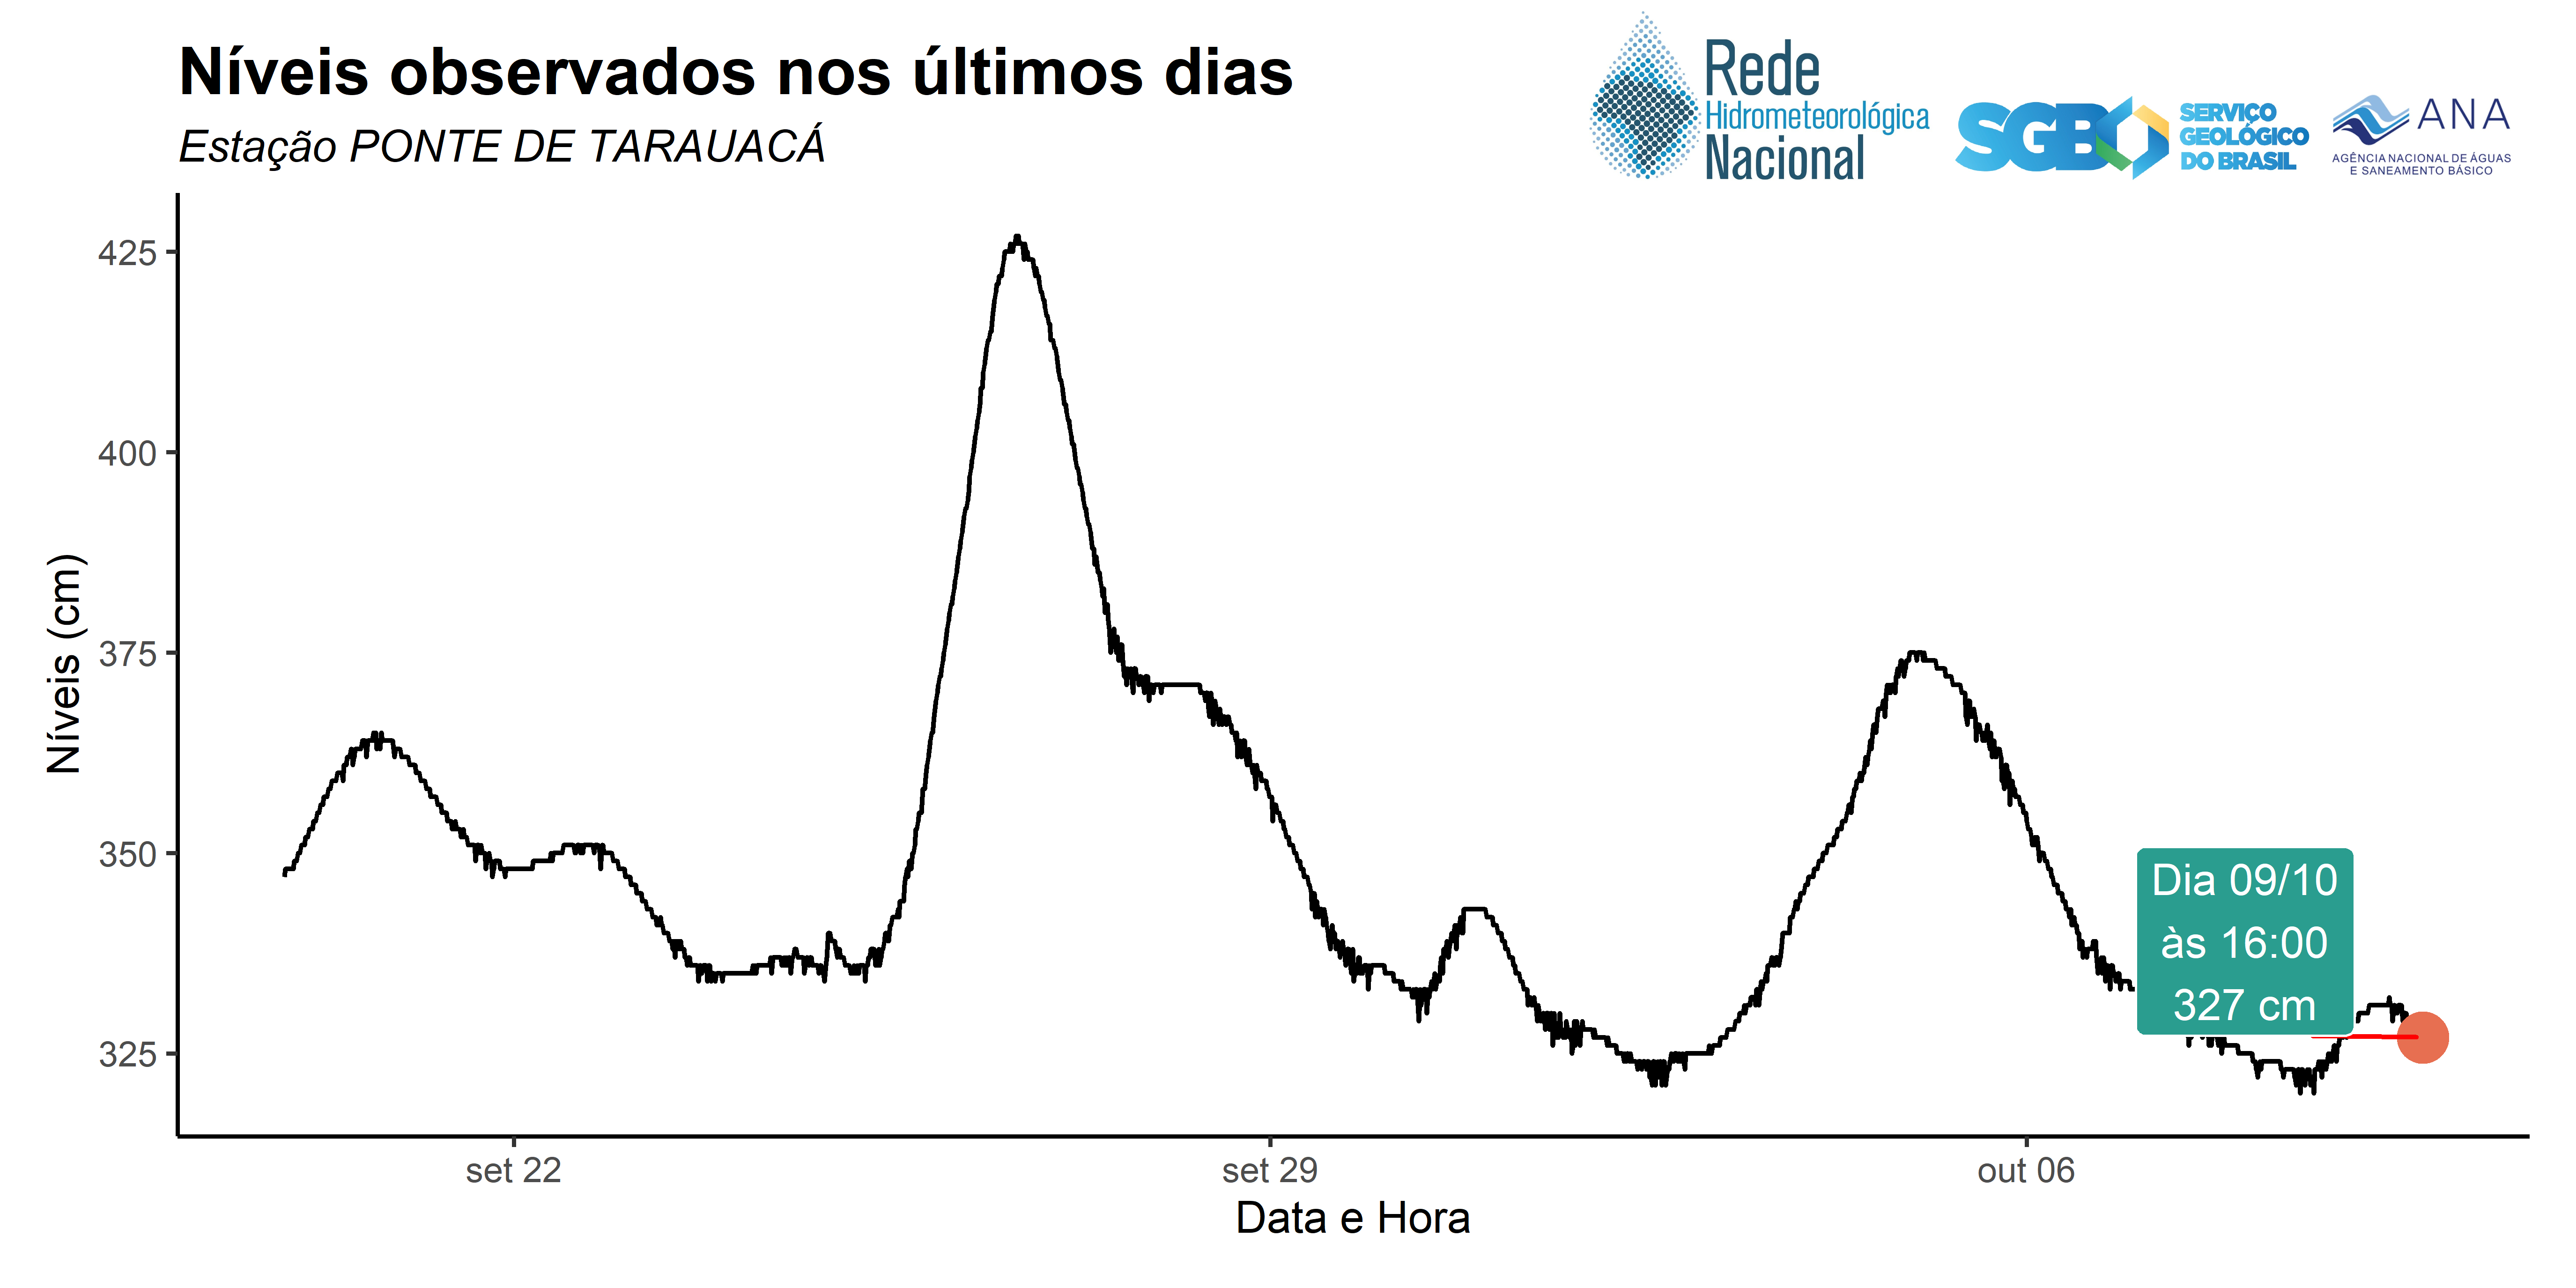 Níveis observados nos últimos dias
Estação PONTE DE TARAUACÁ
Rede
Hidrometeorológica
Nacional
SGB
SERVIÇO
GEOLÓGICO
DO BRASIL
ANA
AGÊNCIA NACIONAL DE ÁGUAS
E SANEAMENTO BÁSICO
Níveis (cm)
425
400
375
350
325
Dia 09/10
às 16:00
327 cm
set 22
set 29
out 06
Data e Hora